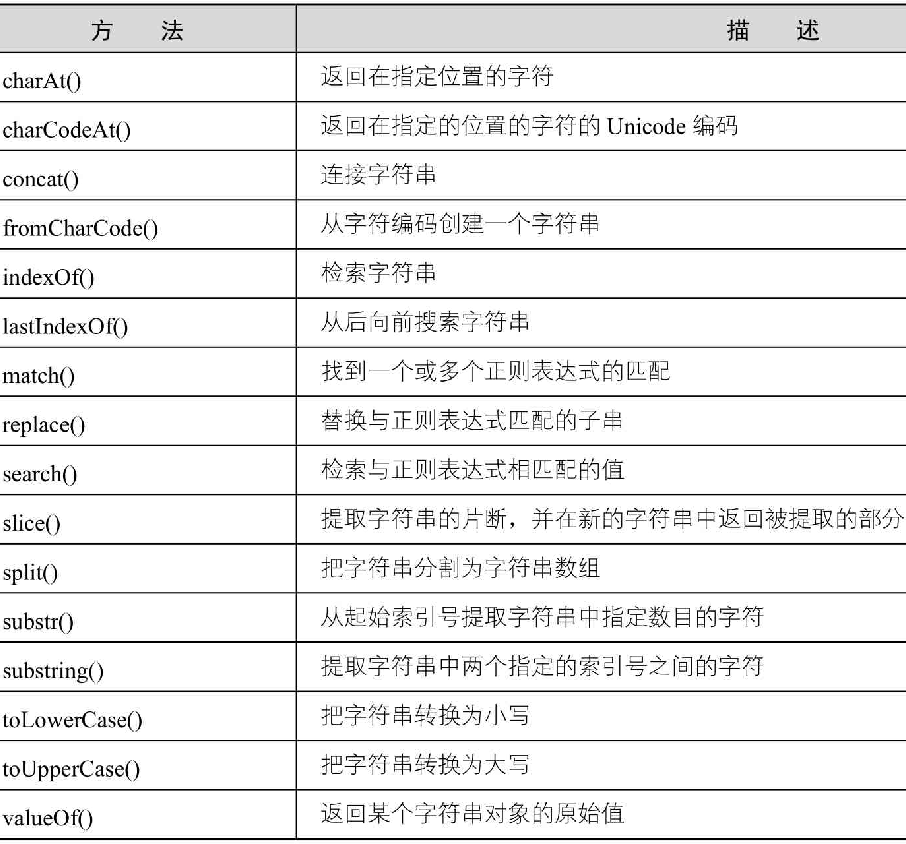 方 法 描 述
charAt() 返回在指定位置的字符
charCodeAt() 返回在指定的位置的字符的 Unicode 编码
concat() 连接字符串
fromCharCode() 从字符编码创建一个字符串
indexOf() 检索字符串
lastIndexOf() 从后向前搜索字符串
match() 找到一个或多个正则表达式的匹配
replace() 替换与正则表达式匹配的子串
search() 检索与正则表达式相匹配的值
slice() 提取字符串的片断，并在新的字符串中返回被提取的部分
split() 把字符串分割为字符串数组
substr() 从起始索引号提取字符串中指定数目的字符
substring() 提取字符串中两个指定的索引号之间的字符
toLowerCase() 把字符串转换为小写
toUpperCase() 把字符串转换为大写
valueOf() 返回某个字符串对象的原始值